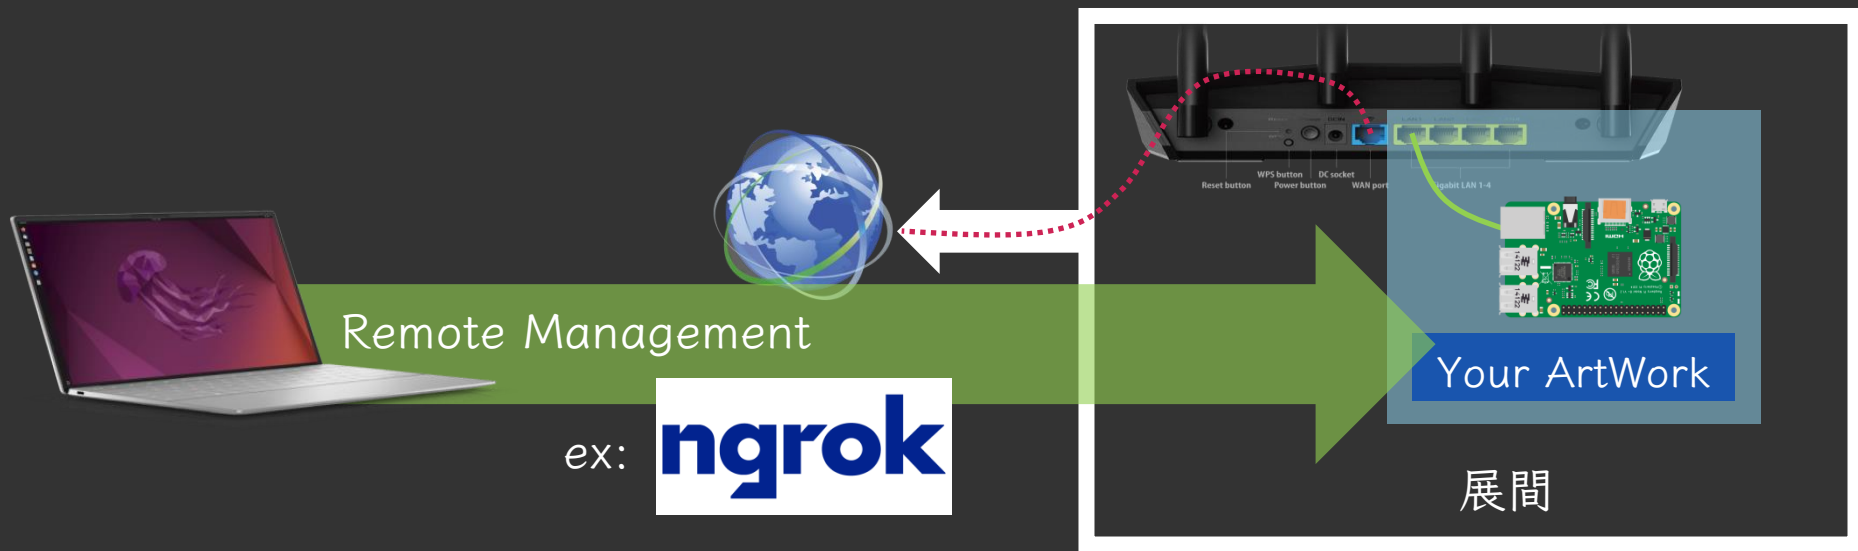 WPS button
DC socket
Reset button
Power button
WAN port
Gigabit LAN 1-4
HDMI
Remote Management
Your ArtWork
ex:
ngrok
展間